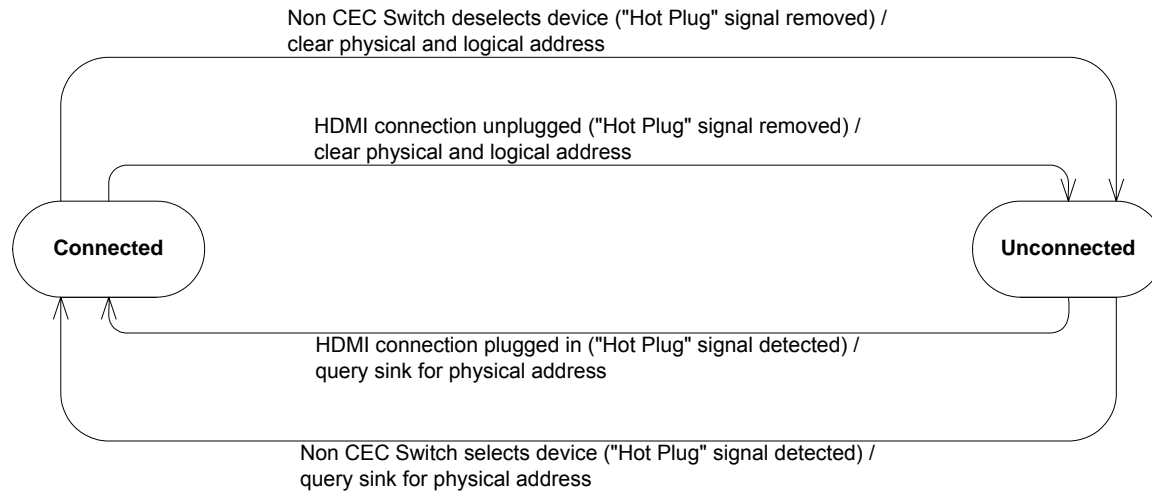 Non CEC Switch deselects device ("Hot Plug" signal removed) /
clear physical and logical address
HDMI connection unplugged ("Hot Plug" signal removed) /
clear physical and logical address
Connected
Unconnected
HDMI connection plugged in ("Hot Plug" signal detected) /
query sink for physical address
Non CEC Switch selects device ("Hot Plug" signal detected) /
query sink for physical address